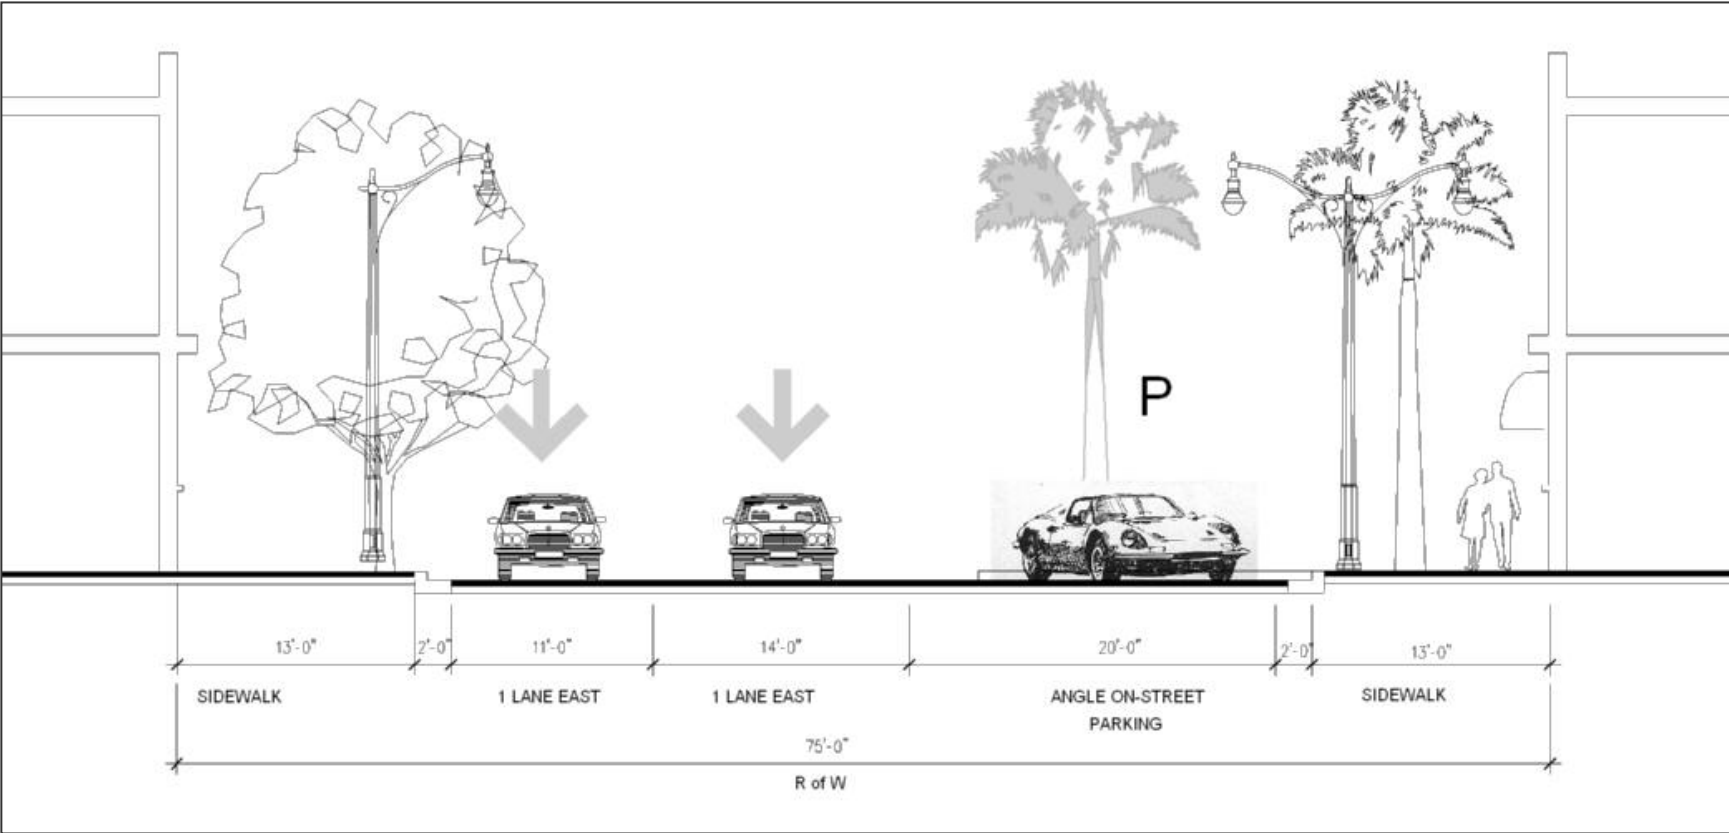 P
13'-0"
2'-0"
11'-0"
14'-0"
20'-0"
2'-0"
13'-0"
SIDEWALK
1 LANE EAST
1 LANE EAST
ANGLE ON-STREET
PARKING
SIDEWALK
75'-0"
R of W